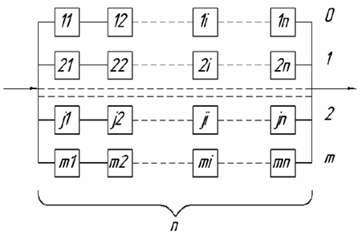 11 12 1i 1n 0
21 22 2i 2n 1
j1 j2 ji jn 2
m1 m2 mi mn m
n